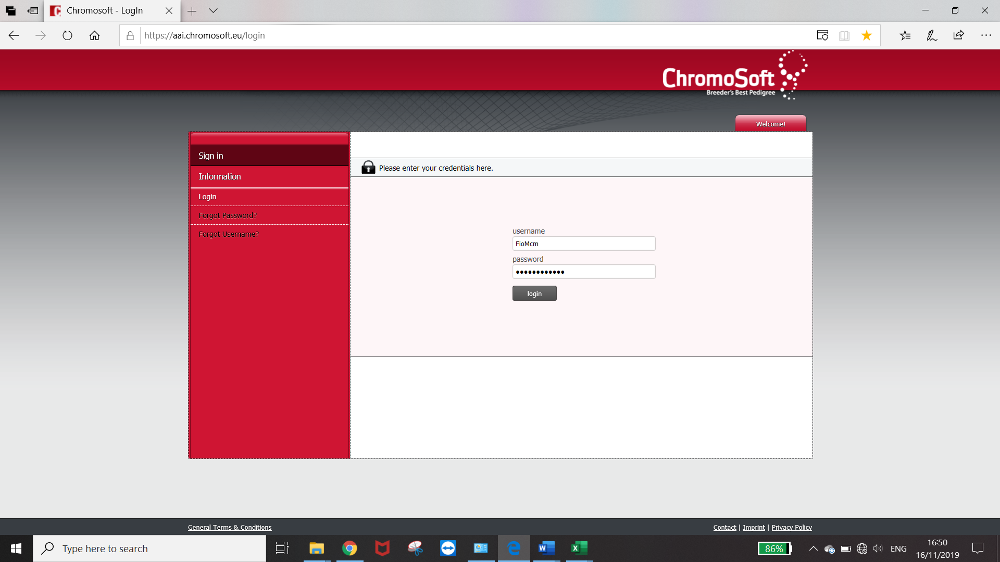 Chromosoft - LogIn
https://aai.chromosoft.eu/login
ChromoSoft
Breeder's Best Pedigree
Welcome!
Sign in
Information
Login
Forgot Password?
Forgot Username?
Please enter your credentials here.
username
FioMcm
password
••••••••••••
login
General Terms & Conditions
Contact | Imprint | Privacy Policy
Type here to search
86%
ENG
16:50
16/11/2019